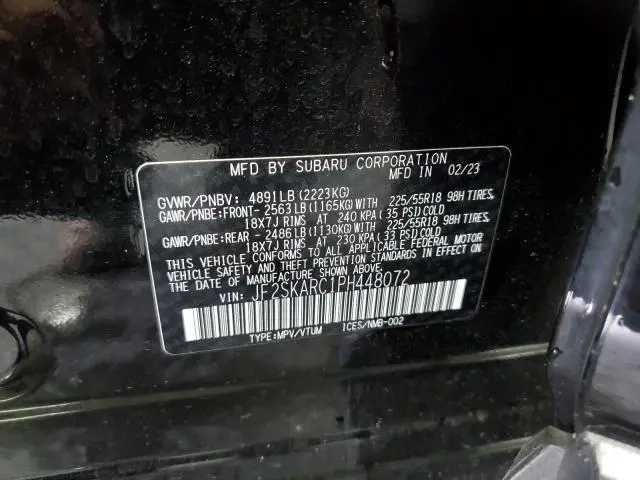 MFD BY SUBARU CORPORATION
MFD IN 02/23
GVWR/PNBV: 4891LB(2223KG)
GAWR/PNBE:FRONT-2563LB(1165KG)WITH 225/55R18 98H TIRES,
18X7J RIMS AT 240 KPA(35 PSI)COLD
GAWR/PNBE:REAR -2486LB(1130KG)WITH 225/55R18 98H TIRES,
18X7J RIMS AT 230 KPA(33 PSI)COLD
THIS VEHICLE CONFORMS TO ALL APPLICABLE FEDERAL MOTOR
VEHICLE SAFETY AND THEFT PREVENTION STANDARDS IN EFFECT ON
THE DATE OF MANUFACTURE SHOWN ABOVE.
VIN: JF2SKARC1PH448072
TYPE:MPV/VTUM ICES/NMB-002